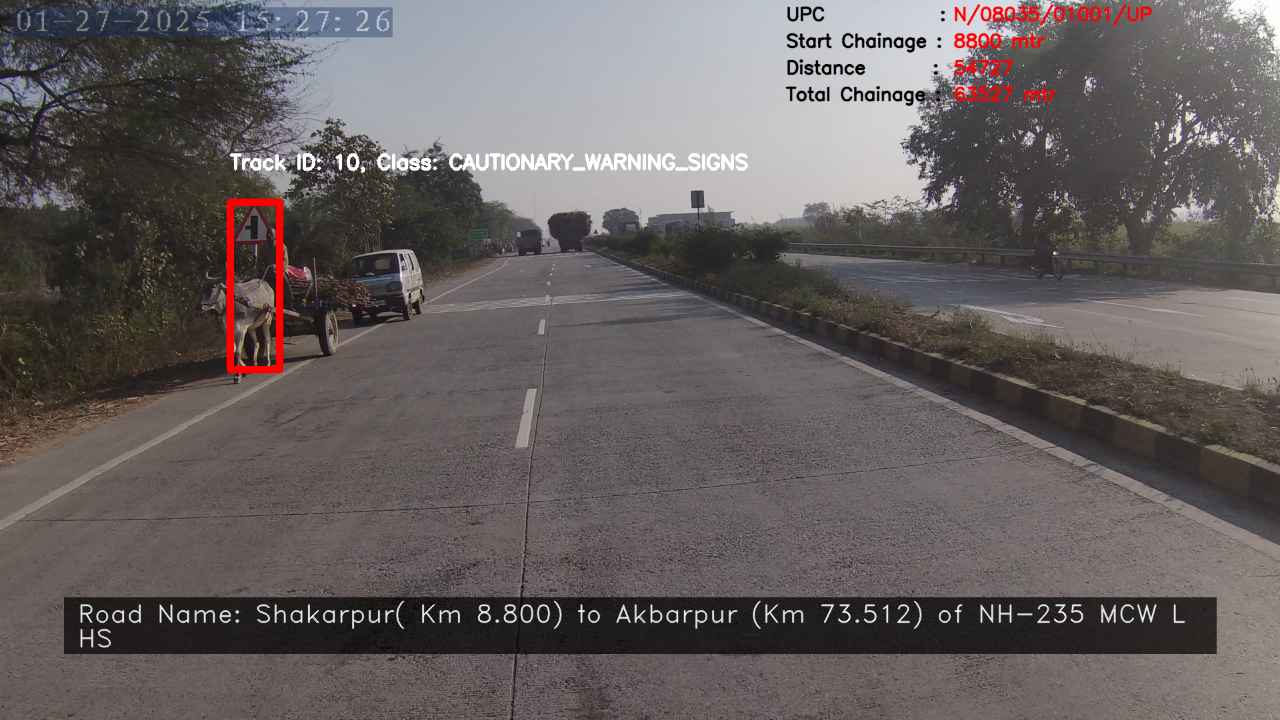 01-27-2025 15:27:26
UPC : N/08035/01001/UP
Start Chainage : 8800 mtr
Distance : 54727
Total Chainage : 63527 mtr
Track ID: 10, Class: CAUTIONARY_WARNING_SIGNS
Road Name: Shakarpur( Km 8.800) to Akbarpur (Km 73.512) of NH-235 MCW L
HS